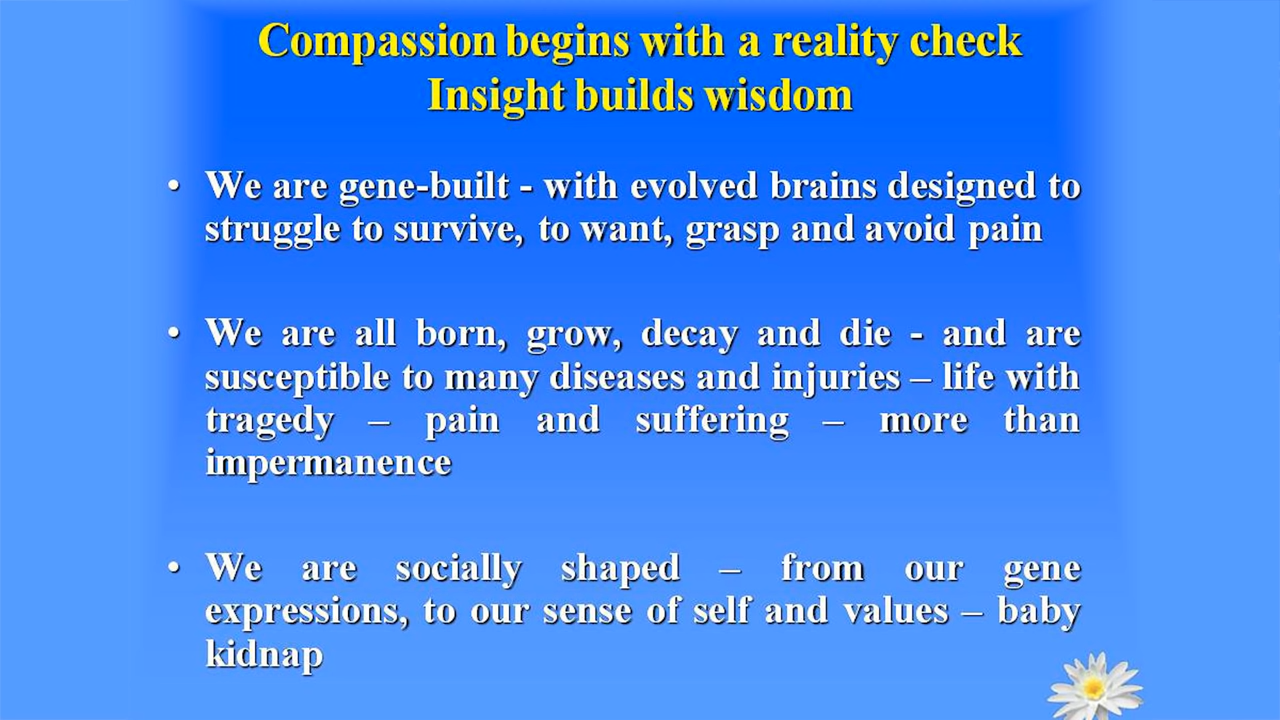 Compassion begins with a reality check
Insight builds wisdom
• We are gene-built - with evolved brains designed to
struggle to survive, to want, grasp and avoid pain
• We are all born, grow, decay and die - and are
susceptible to many diseases and injuries – life with
tragedy – pain and suffering – more than
impermanence
• We are socially shaped – from our gene
expressions, to our sense of self and values – baby
kidnap